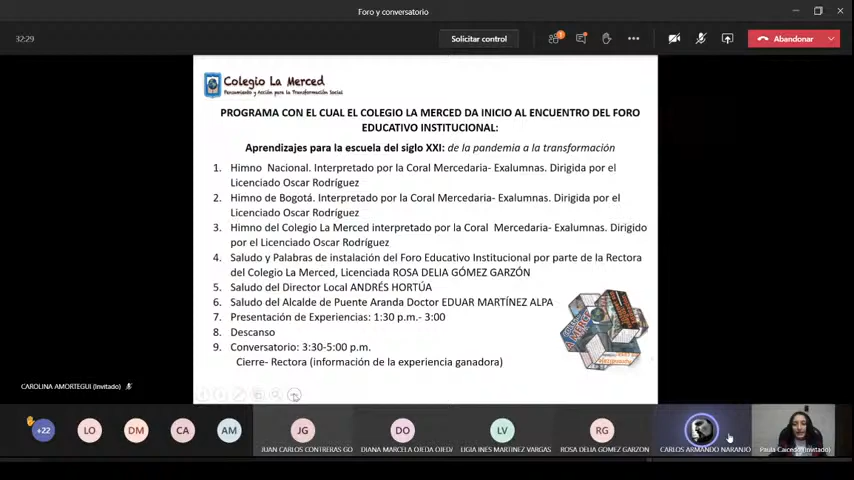 Foro y conversatorio
32:29
Solicitar control
Abandonar
Colegio La Merced
Pensamiento y Acción para la Transformación Social
PROGRAMA CON EL CUAL EL COLEGIO LA MERCED DA INICIO AL ENCUENTRO DEL FORO
EDUCATIVO INSTITUCIONAL:
Aprendizajes para la escuela del siglo XXI: de la pandemia a la transformación
1. Himno Nacional. Interpretado por la Coral Mercedaria- Exalumnas. Dirigida por el
Licenciado Oscar Rodríguez
2. Himno de Bogotá. Interpretado por la Coral Mercedaria- Exalumnas. Dirigida por el
Licenciado Oscar Rodríguez
3. Himno del Colegio La Merced interpretado por la Coral Mercedaria- Exalumnas. Dirigido
por el Licenciado Oscar Rodríguez
4. Saludo y Palabras de instalación del Foro Educativo Institucional por parte de la Rectora
del Colegio La Merced, Licenciada ROSA DELIA GÓMEZ GARZÓN
5. Saludo del Director Local ANDRÉS HORTÚA
6. Saludo del Alcalde de Puente Aranda Doctor EDUAR MARTÍNEZ ALPA
7. Presentación de Experiencias: 1:30 p.m.- 3:00
8. Descanso
9. Conversatorio: 3:30-5:00 p.m.
Cierre- Rectora (información de la experiencia ganadora)
CAROLINA AMORTEGUI (Invitado)
+22
LO
DM
CA
AM
JG
DO
LV
RG
JUAN CARLOS CONTRERAS GO
DIANA MARCELA OJEDA OJED
LIGIA INES MARTINEZ VARGAS
ROSA DELIA GOMEZ GARZON
CARLOS ARMANDO NARANJO
Paula Caicedo (Invitado)